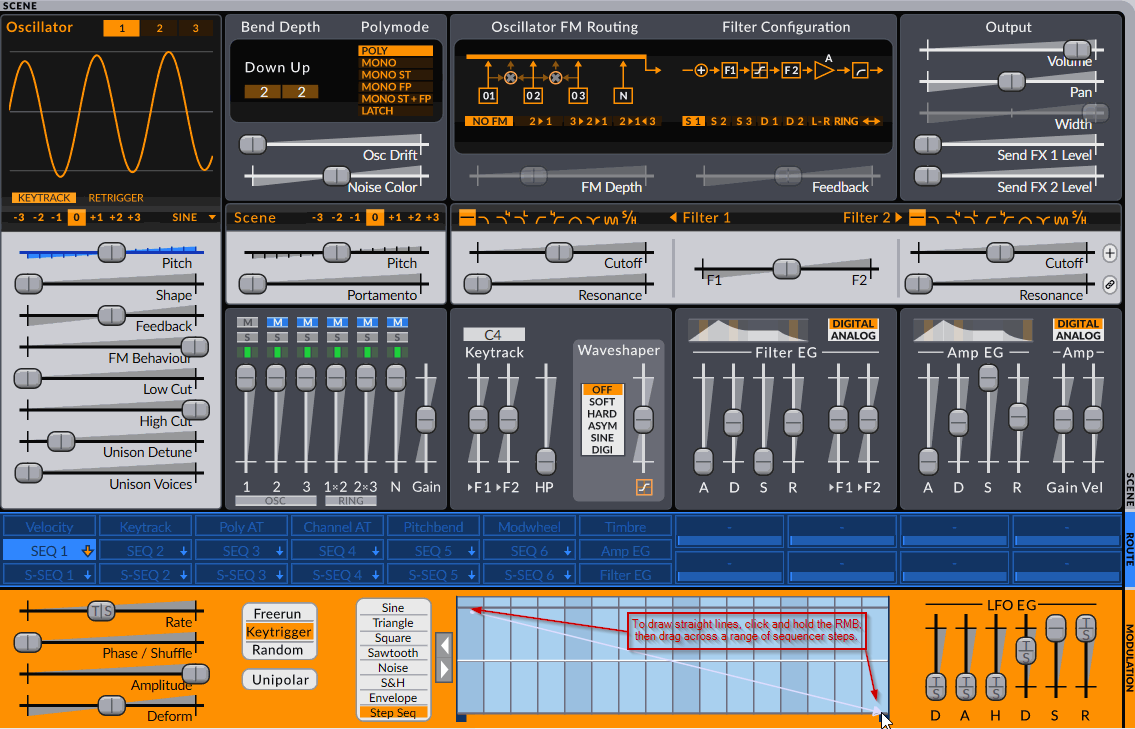 SCENE
Oscillator 1 2 3
KEYTRACK RETRIGGER
-3 -2 -1 0 +1 +2 +3 SINE
Pitch
Shape
Feedback
FM Behaviour
Low Cut
High Cut
Unison Detune
Unison Voices
Bend Depth Polymode
Down Up
2 2
POLY
MONO
MONO ST
MONO FP
MONO ST+FP
LATCH
Osc Drift
Noise Color
Oscillator FM Routing Filter Configuration
O1 O2 O3 N
F1 F2 A
NO FM 2▸1 3▸2▸1 2▸1◂3
S1 S2 S3 D1 D2 L-R RING
FM Depth Feedback
Output
Volume
Pan
Width
Send FX 1 Level
Send FX 2 Level
Scene -3 -2 -1 0 +1 +2 +3
Pitch
Portamento
Filter 1 Filter 2
S/H S/H
Cutoff
Resonance
F1 F2
Cutoff
Resonance
M M M M M M
S S S S S S
1 2 3 1×2 2×3 N Gain
OSC RING
C4
Keytrack
▸F1 ▸F2 HP
Waveshaper
OFF
SOFT
HARD
ASYM
SINE
DIGI
DIGITAL
ANALOG
Filter EG
A D S R ▸F1 ▸F2
DIGITAL
ANALOG
Amp EG Amp
A D S R Gain Vel
SCENE
Velocity Keytrack Poly AT Channel AT Pitchbend Modwheel Timbre - - - -
SEQ 1 SEQ 2 SEQ 3 SEQ 4 SEQ 5 SEQ 6 Amp EG
S-SEQ 1 S-SEQ 2 S-SEQ 3 S-SEQ 4 S-SEQ 5 S-SEQ 6 Filter EG - - - -
ROUTE
T S
Rate
Phase / Shuffle
Amplitude
Deform
Freerun
Keytrigger
Random
Unipolar
Sine
Triangle
Square
Sawtooth
Noise
S&H
Envelope
Step Seq
To draw straight lines, click and hold the RMB,
then drag across a range of sequencer steps.
LFO EG
T S T S T S T S T S
D A H D S R
MODULATION